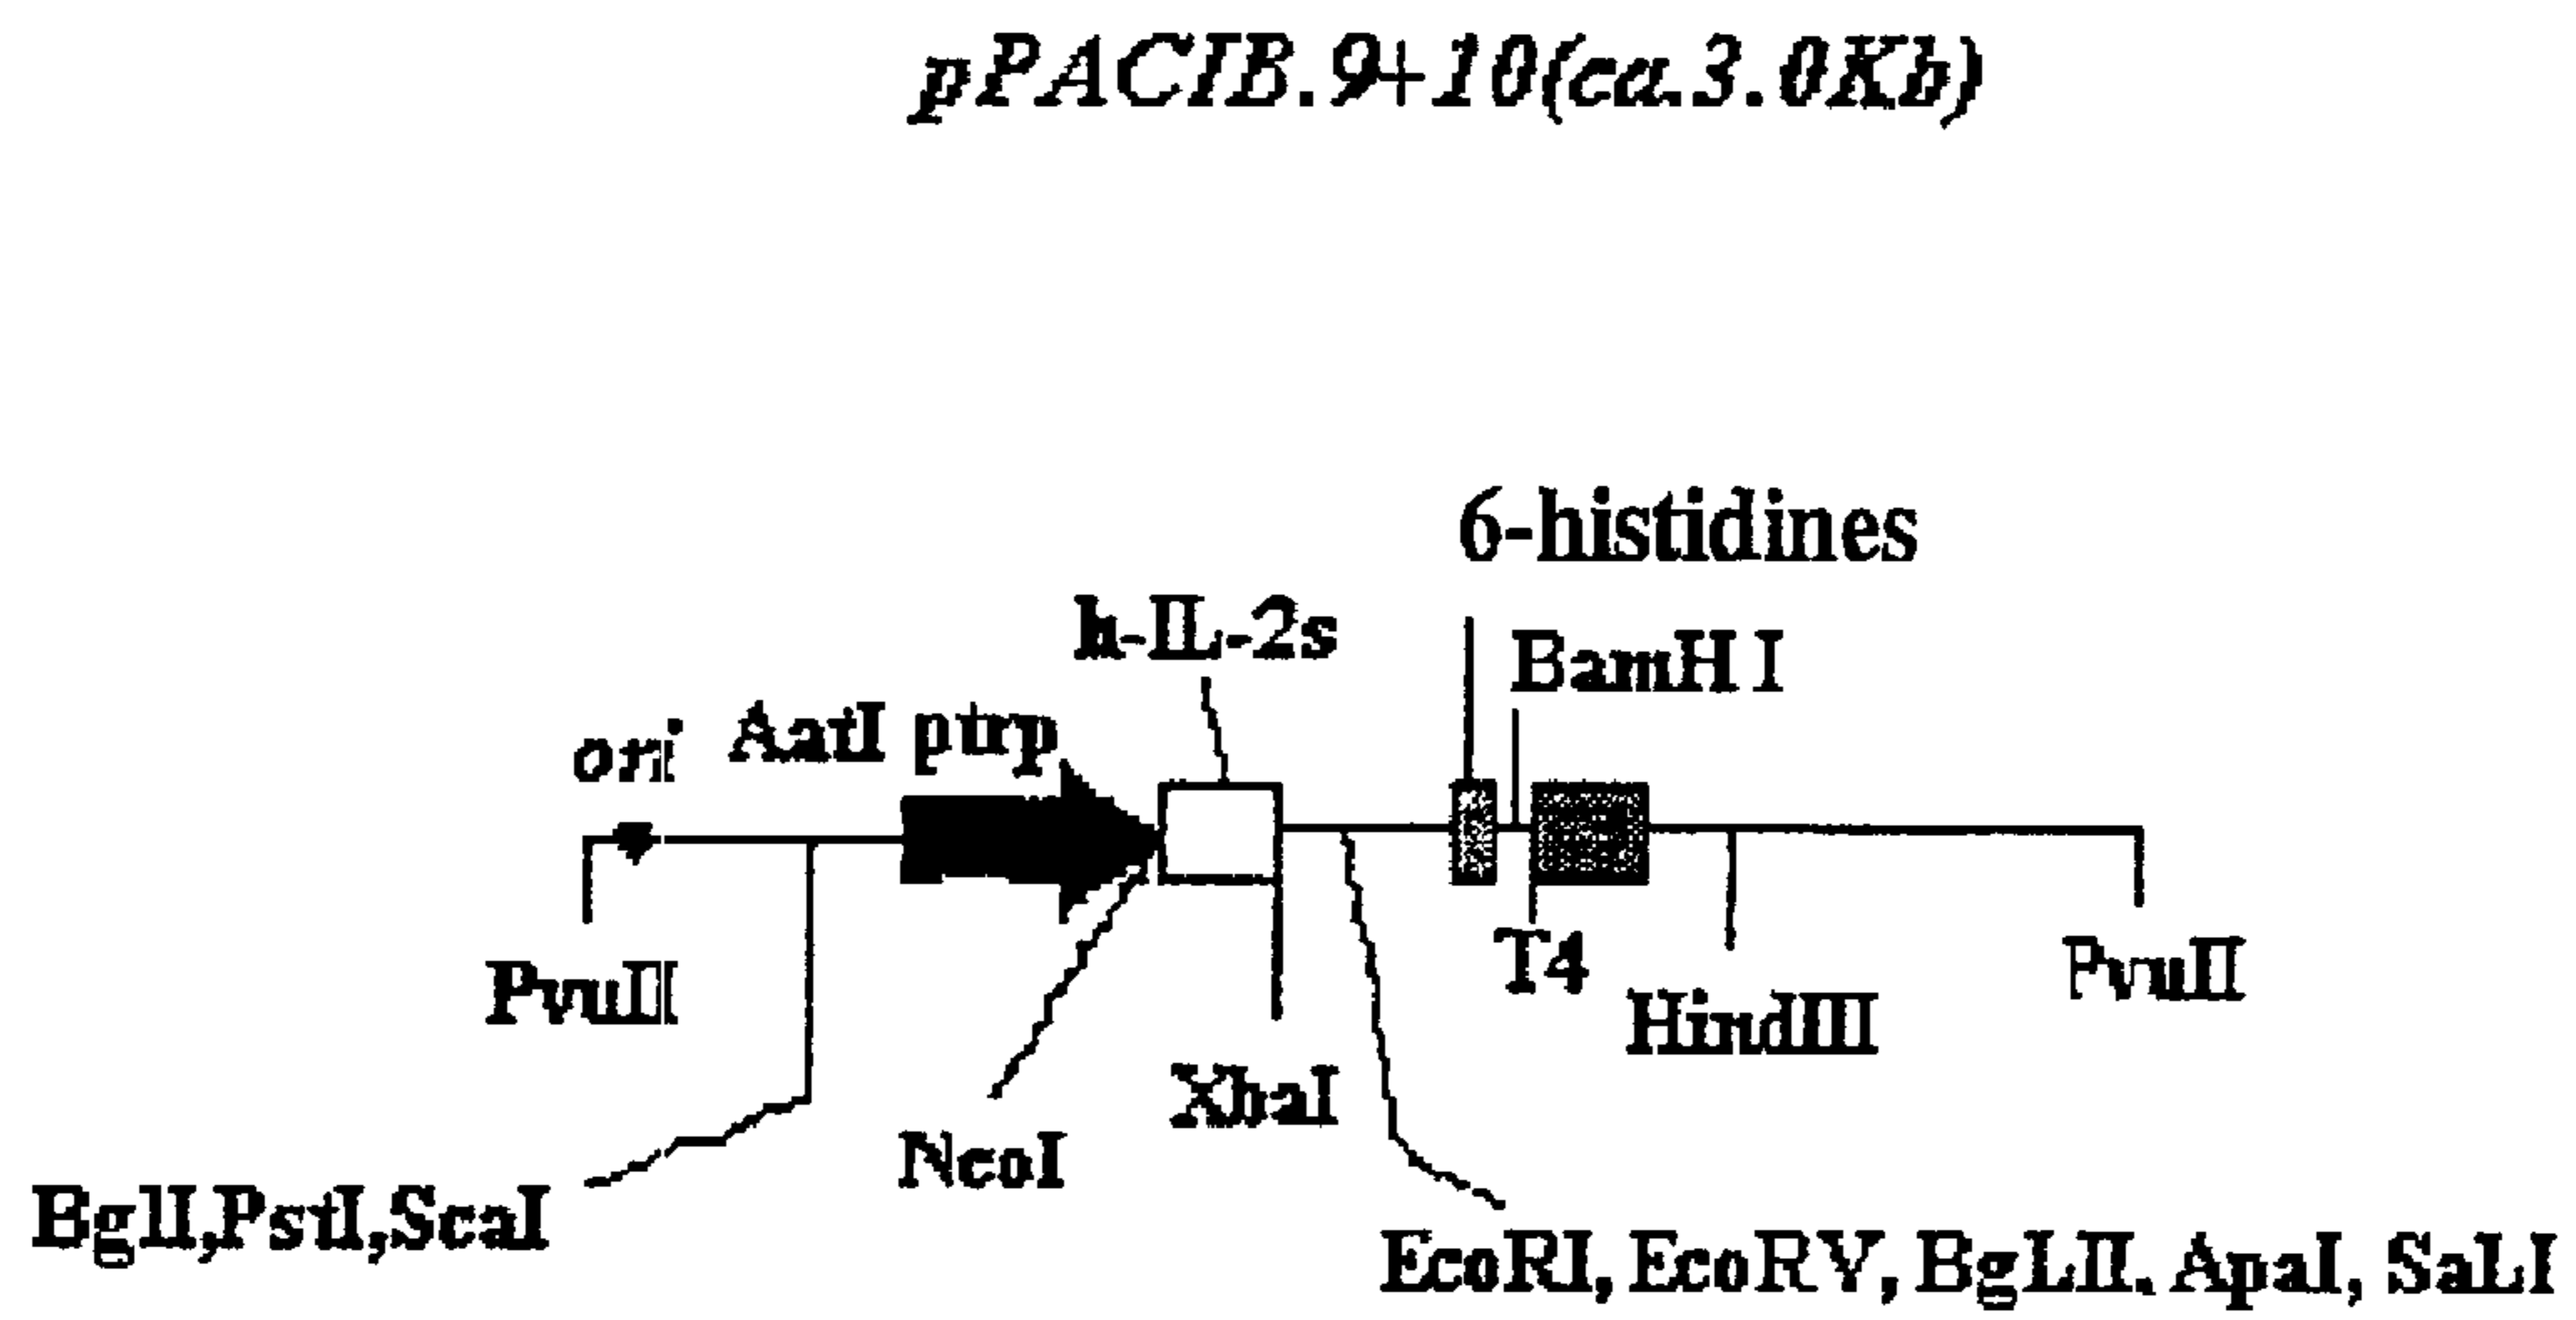 pPACIB.9+10(ca.3.0Kb)
6-histidines
h-IL-2s
BamH I
ori AatI ptrp
PvuII
T4
HindIII
PvuII
XbaI
NcoI
BglI,PstI,ScaI
EcoRI, EcoRV, BgLII. ApaI, SaLI